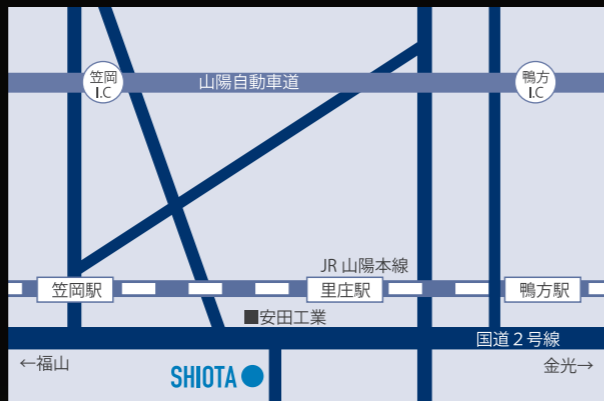 笠岡
I.C
山陽自動車道
鴨方
I.C
JR 山陽本線
笠岡駅
里庄駅
鴨方駅
■安田工業
国道２号線
←福山
金光→
SHIOTA